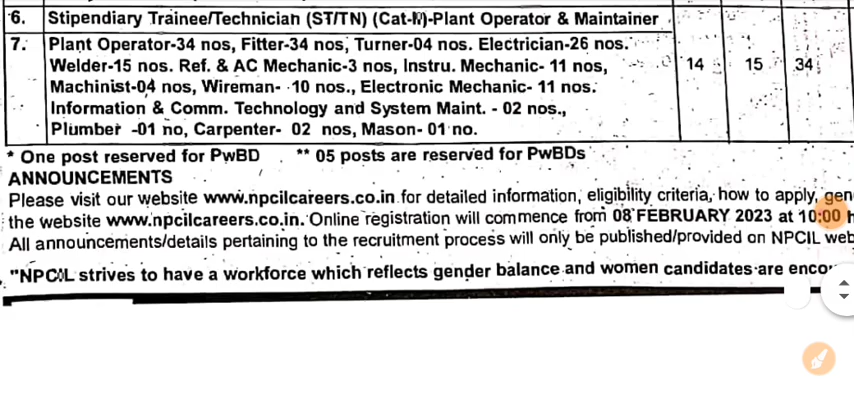 6. Stipendiary Trainee/Technician (ST/TN) (Cat-II)-Plant Operator & Maintainer
7. Plant Operator-34 nos, Fitter-34 nos, Turner-04 nos. Electrician-26 nos.
Welder-15 nos. Ref. & AC Mechanic-3 nos, Instru. Mechanic- 11 nos, 14 15 34
Machinist-04 nos, Wireman- 10 nos., Electronic Mechanic- 11 nos.
Information & Comm. Technology and System Maint. - 02 nos.,
Plumber -01 no, Carpenter- 02 nos, Mason- 01 no.
* One post reserved for PwBD ** 05 posts are reserved for PwBDs
ANNOUNCEMENTS
Please visit our website www.npcilcareers.co.in for detailed information, eligibility criteria, how to apply, gen
the website www.npcilcareers.co.in. Online registration will commence from 08 FEBRUARY 2023 at 10:00 h
All announcements/details pertaining to the recruitment process will only be published/provided on NPCIL web
"NPCIL strives to have a workforce which reflects gender balance and women candidates are enco